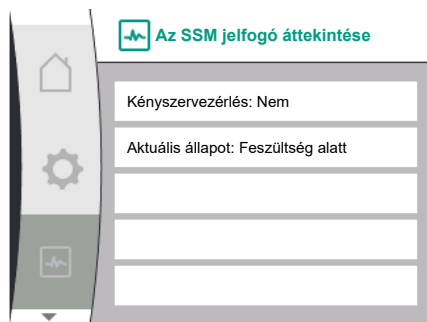 Az SSM jelfogó áttekintése
Kényszervezérlés: Nem
Aktuális állapot: Feszültség alatt